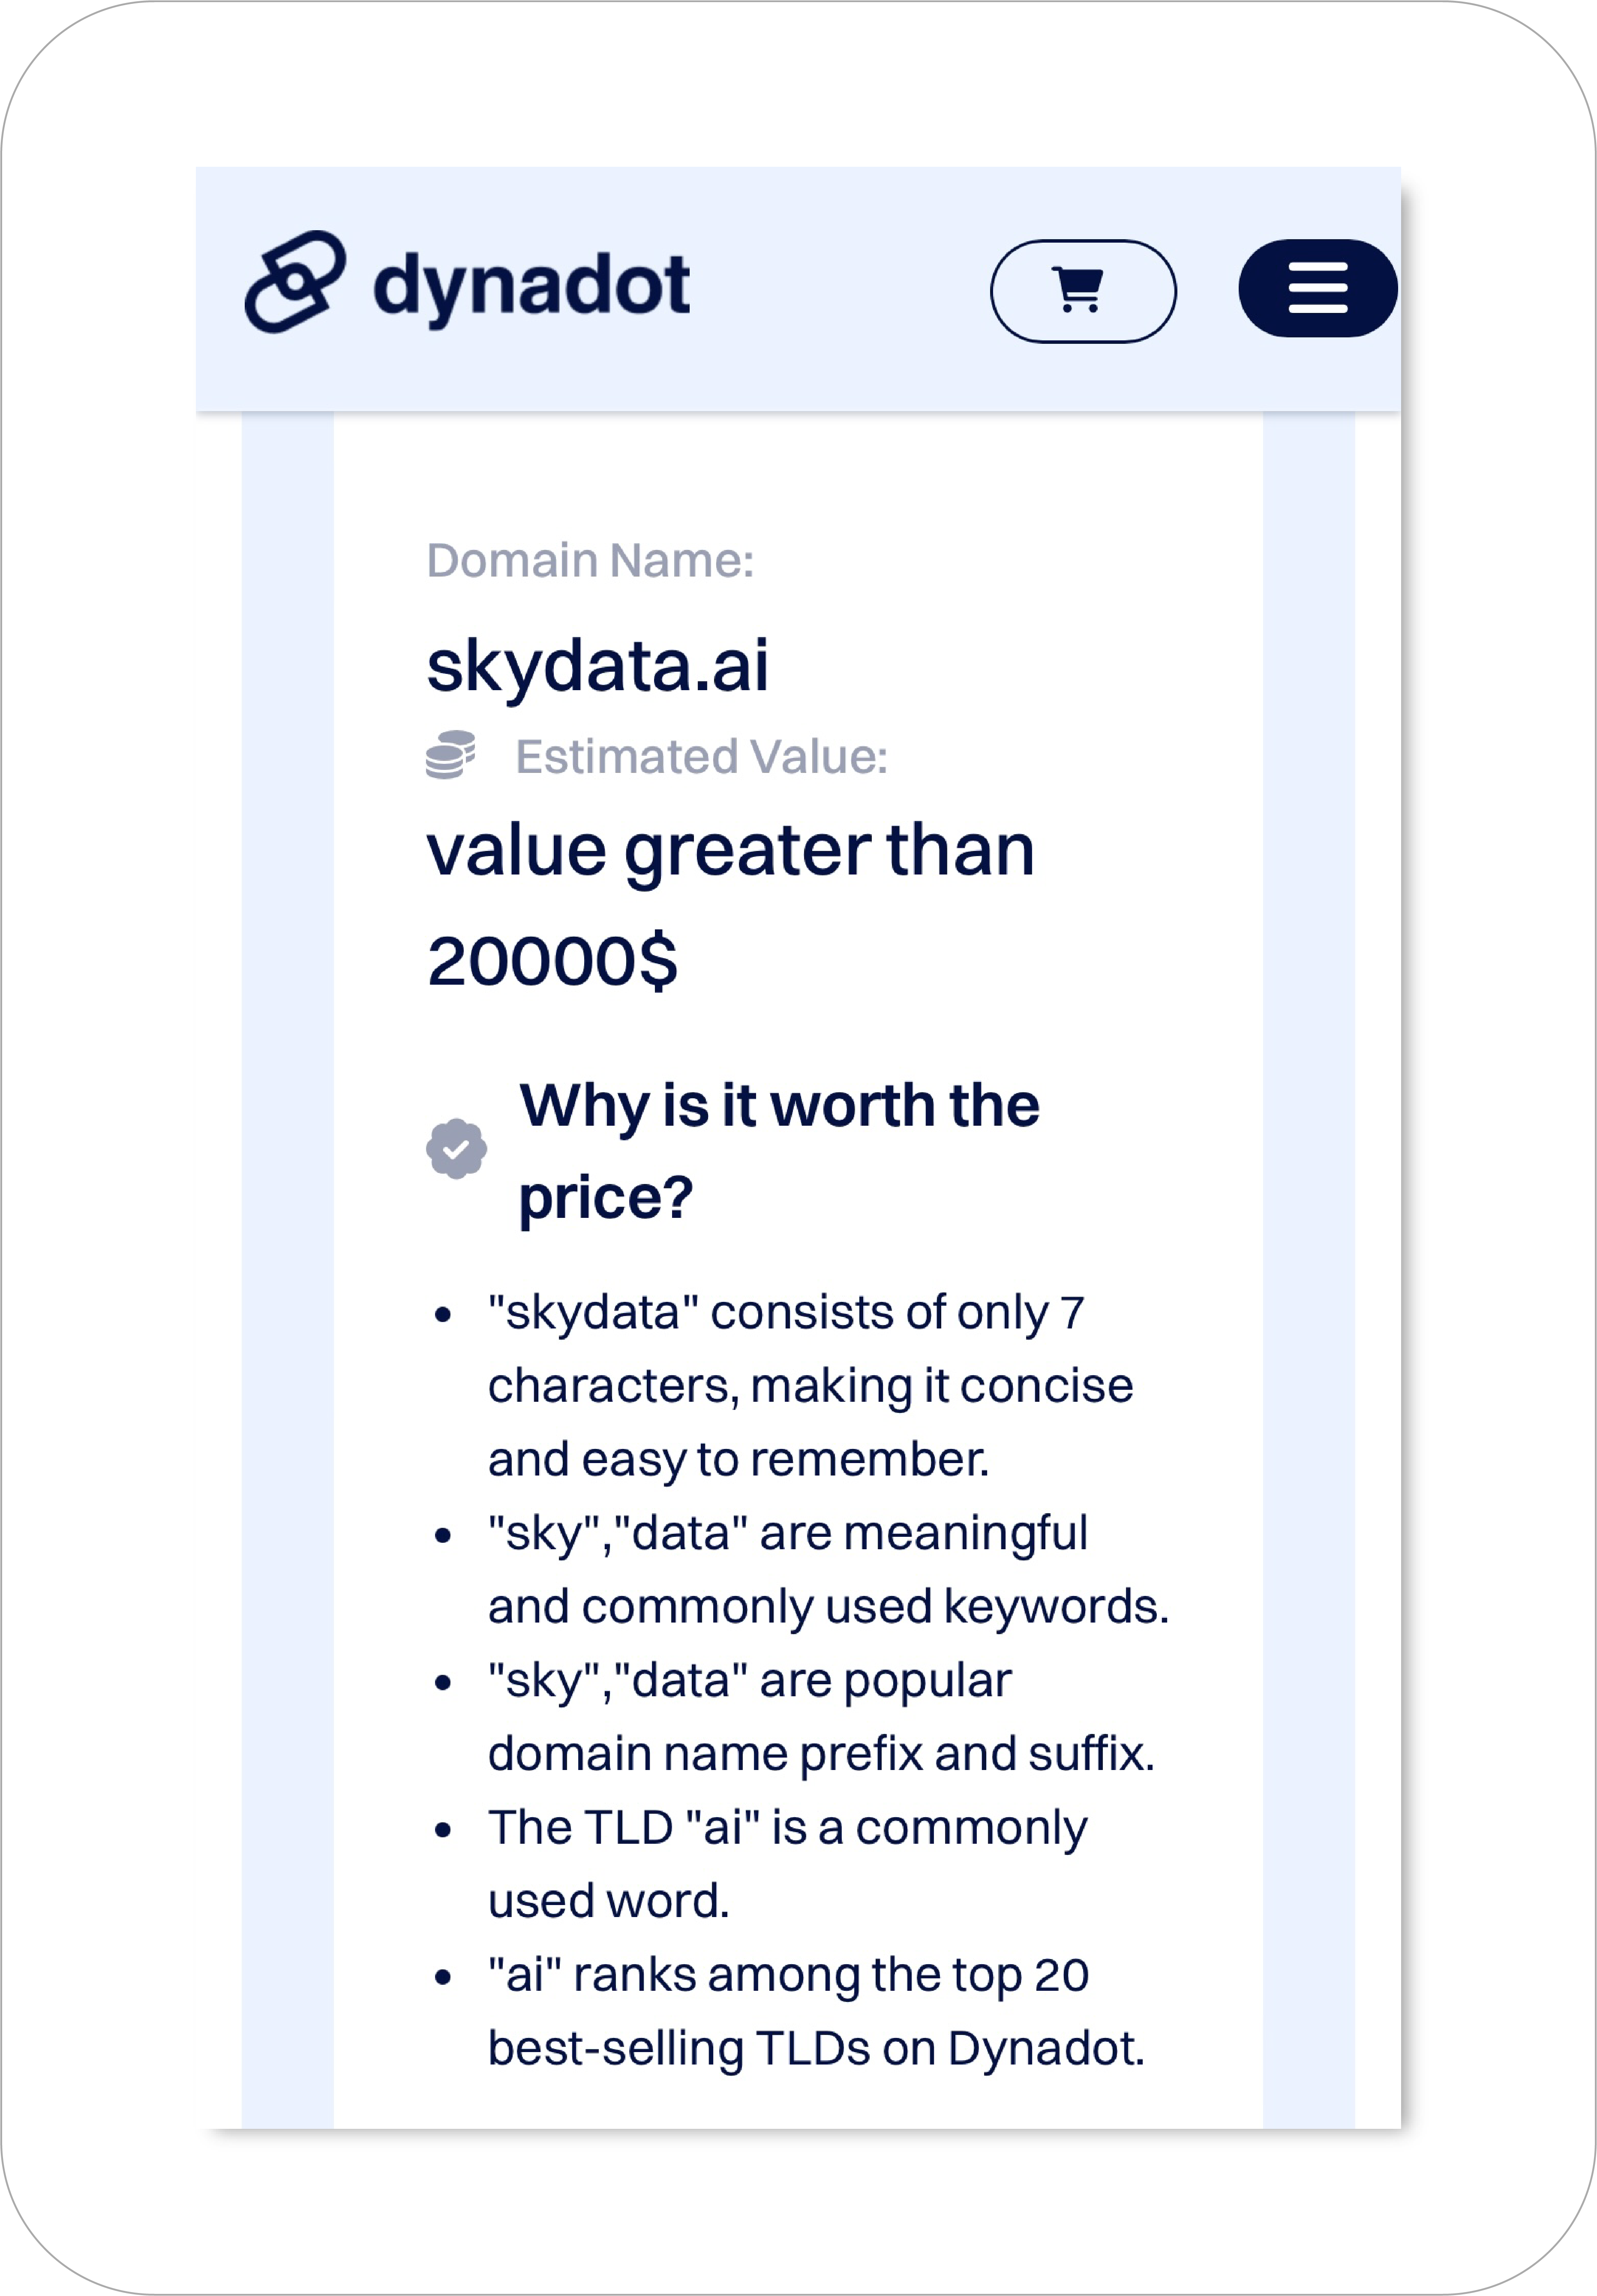 dynadot
Domain Name:
skydata.ai
Estimated Value:
value greater than
20000$
Why is it worth the
price?
• "skydata" consists of only 7
characters, making it concise
and easy to remember.
• "sky","data" are meaningful
and commonly used keywords.
• "sky","data" are popular
domain name prefix and suffix.
• The TLD "ai" is a commonly
used word.
• "ai" ranks among the top 20
best-selling TLDs on Dynadot.